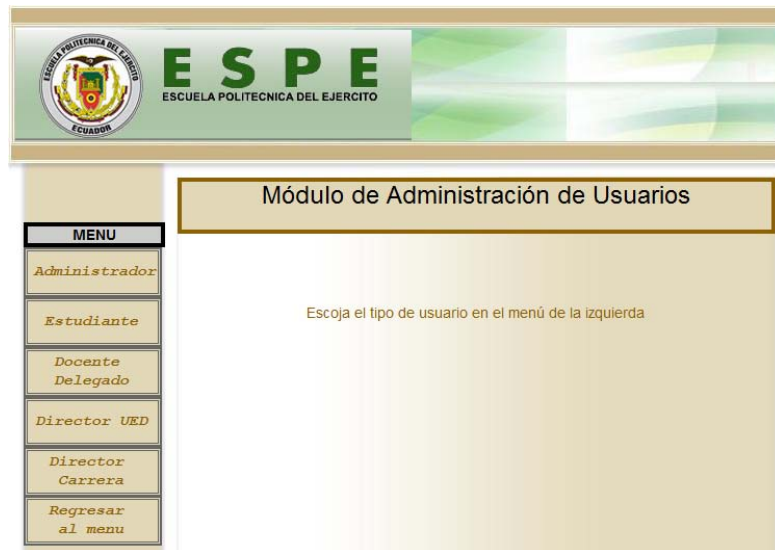 ESCUELA POLITECNICA DEL EJERCITO
ECUADOR
ESPE
ESCUELA POLITECNICA DEL EJERCITO
Módulo de Administración de Usuarios
MENU
Administrador
Estudiante
Docente
Delegado
Director UED
Director
Carrera
Regresar
al menu
Escoja el tipo de usuario en el menú de la izquierda